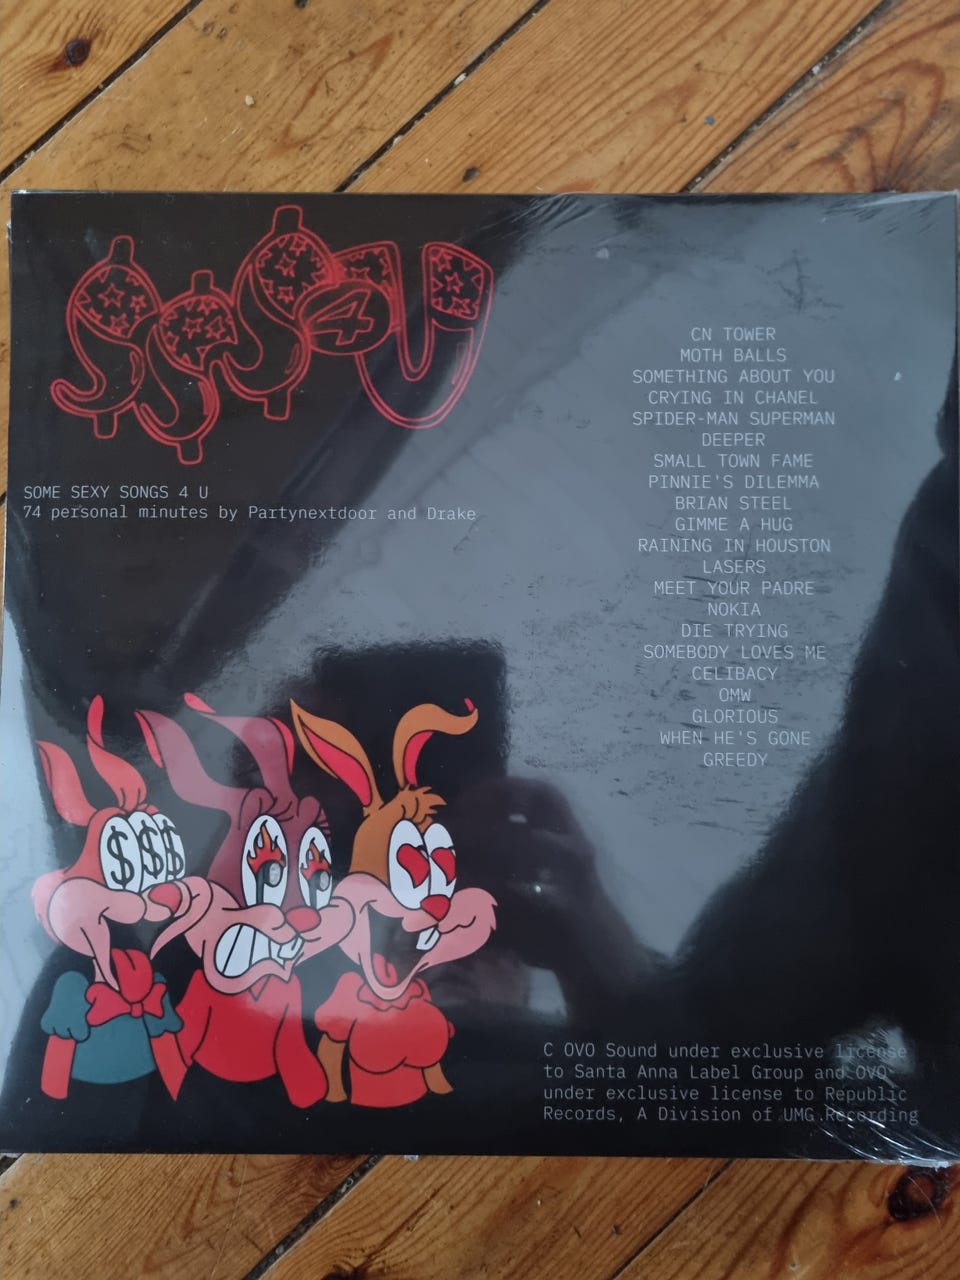 $$$4U
SOME SEXY SONGS 4 U
74 personal minutes by Partynextdoor and Drake
CN TOWER
MOTH BALLS
SOMETHING ABOUT YOU
CRYING IN CHANEL
SPIDER-MAN SUPERMAN
DEEPER
SMALL TOWN FAME
PINNIE'S DILEMMA
BRIAN STEEL
GIMME A HUG
RAINING IN HOUSTON
LASERS
MEET YOUR PADRE
NOKIA
DIE TRYING
SOMEBODY LOVES ME
CELIBACY
OMW
GLORIOUS
WHEN HE'S GONE
GREEDY
$$$
C OVO Sound under exclusive license
to Santa Anna Label Group and OVO
under exclusive license to Republic
Records, A Division of UMG Recording